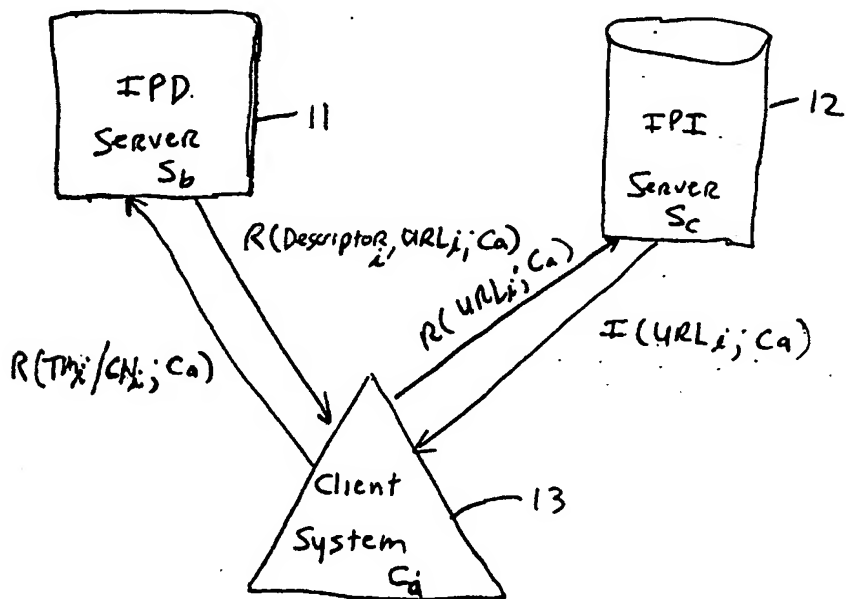 IPD.
Server
Sb
11
IPI
Server
Sc
12
R(Descriptor i, URLi; Ca)
R(URLi; Ca)
I(URLi; Ca)
R(TMi/CNi; Ca)
Client
System
Ca
13